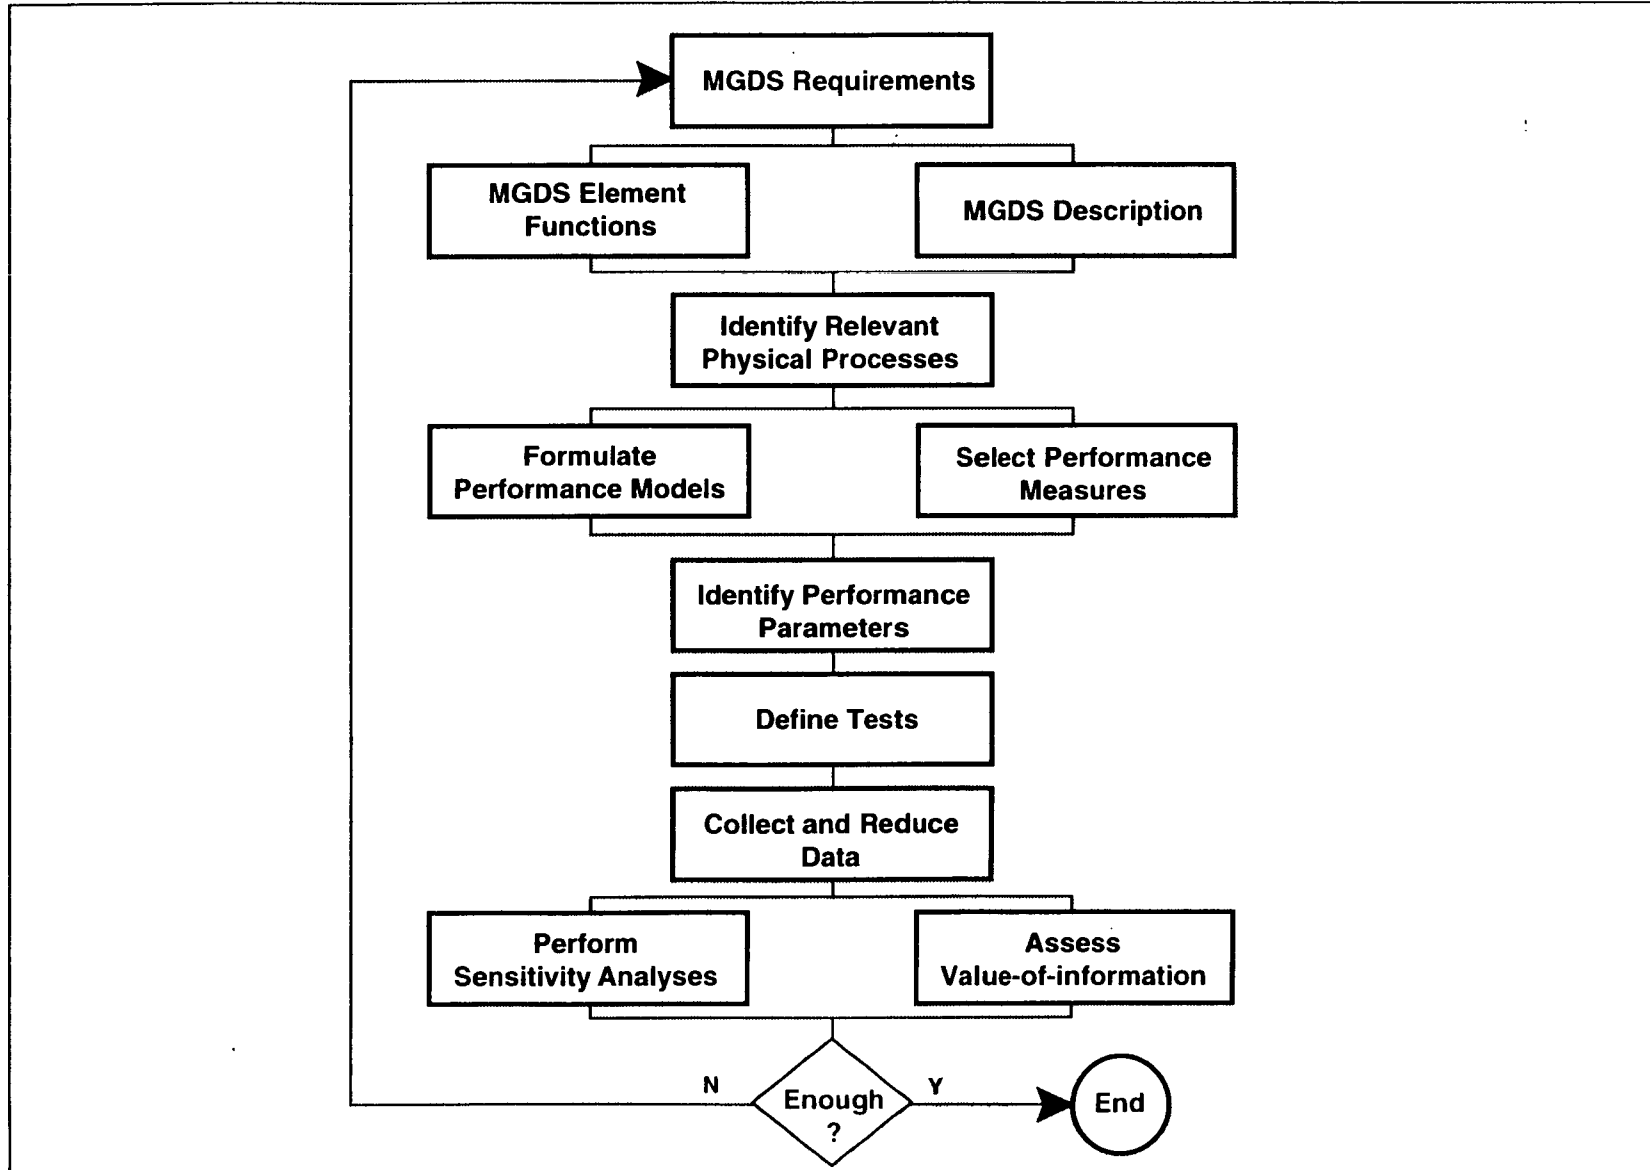 MGDS Requirements
MGDS Element
Functions
MGDS Description
Identify Relevant
Physical Processes
Formulate
Performance Models
Select Performance
Measures
Identify Performance
Parameters
Define Tests
Collect and Reduce
Data
Perform
Sensitivity Analyses
Assess
Value-of-information
N
Enough
?
Y
End